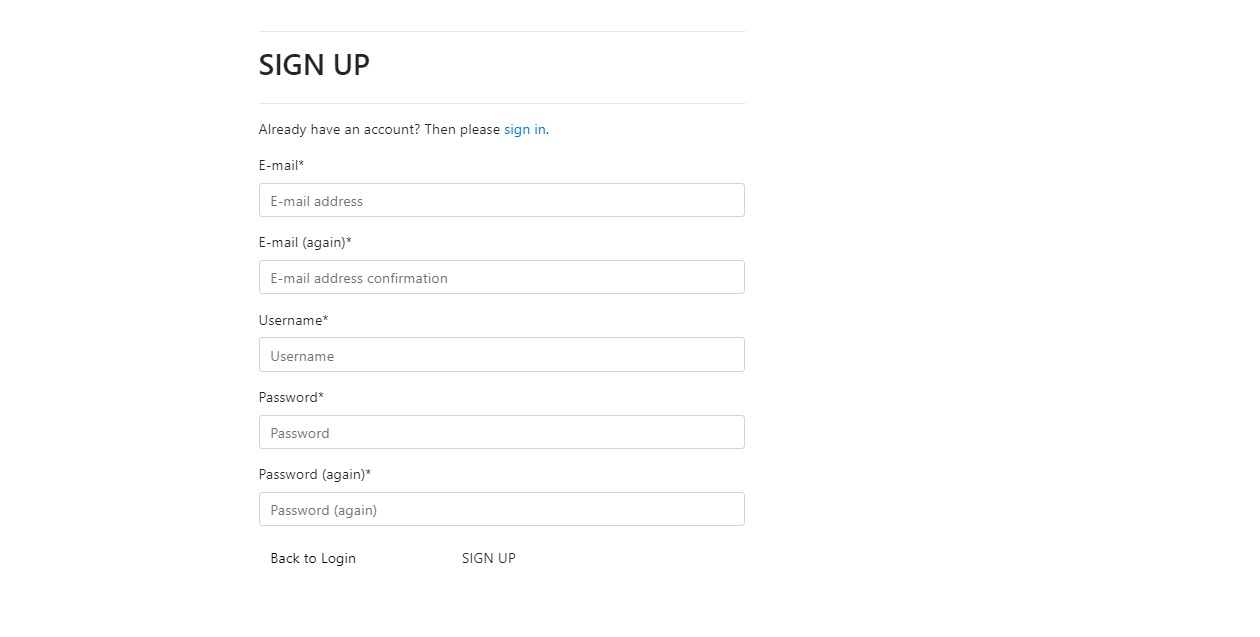 SIGN UP
Already have an account? Then please sign in.
E-mail*
E-mail address
E-mail (again)*
E-mail address confirmation
Username*
Username
Password*
Password
Password (again)*
Password (again)
Back to Login SIGN UP